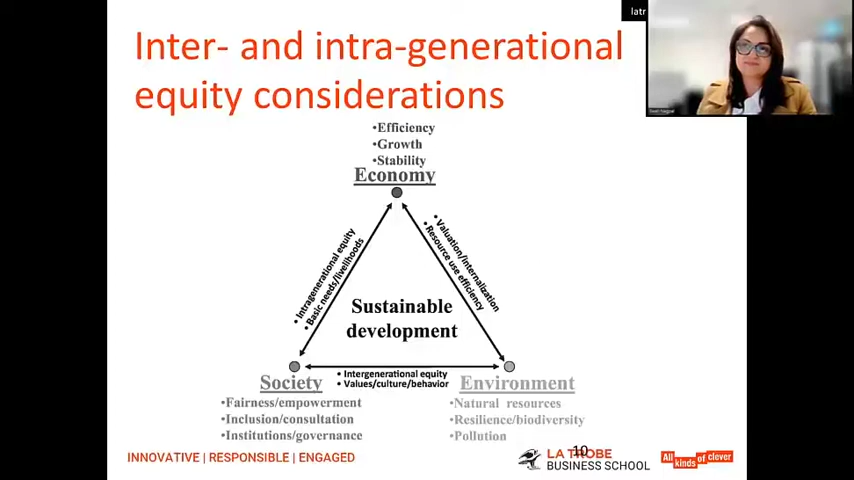 latr
Inter- and intra-generational
equity considerations
•Efficiency
•Growth
•Stability
Economy
• Intragenerational equity
• Basic needs/livelihoods
• Valuation/internalization
• Resource use efficiency
Sustainable
development
• Intergenerational equity
• Values/culture/behavior
Society
•Fairness/empowerment
•Inclusion/consultation
•Institutions/governance
Environment
•Natural resources
•Resilience/biodiversity
•Pollution
10
INNOVATIVE | RESPONSIBLE | ENGAGED
LA TROBE
BUSINESS SCHOOL
All
kinds of clever